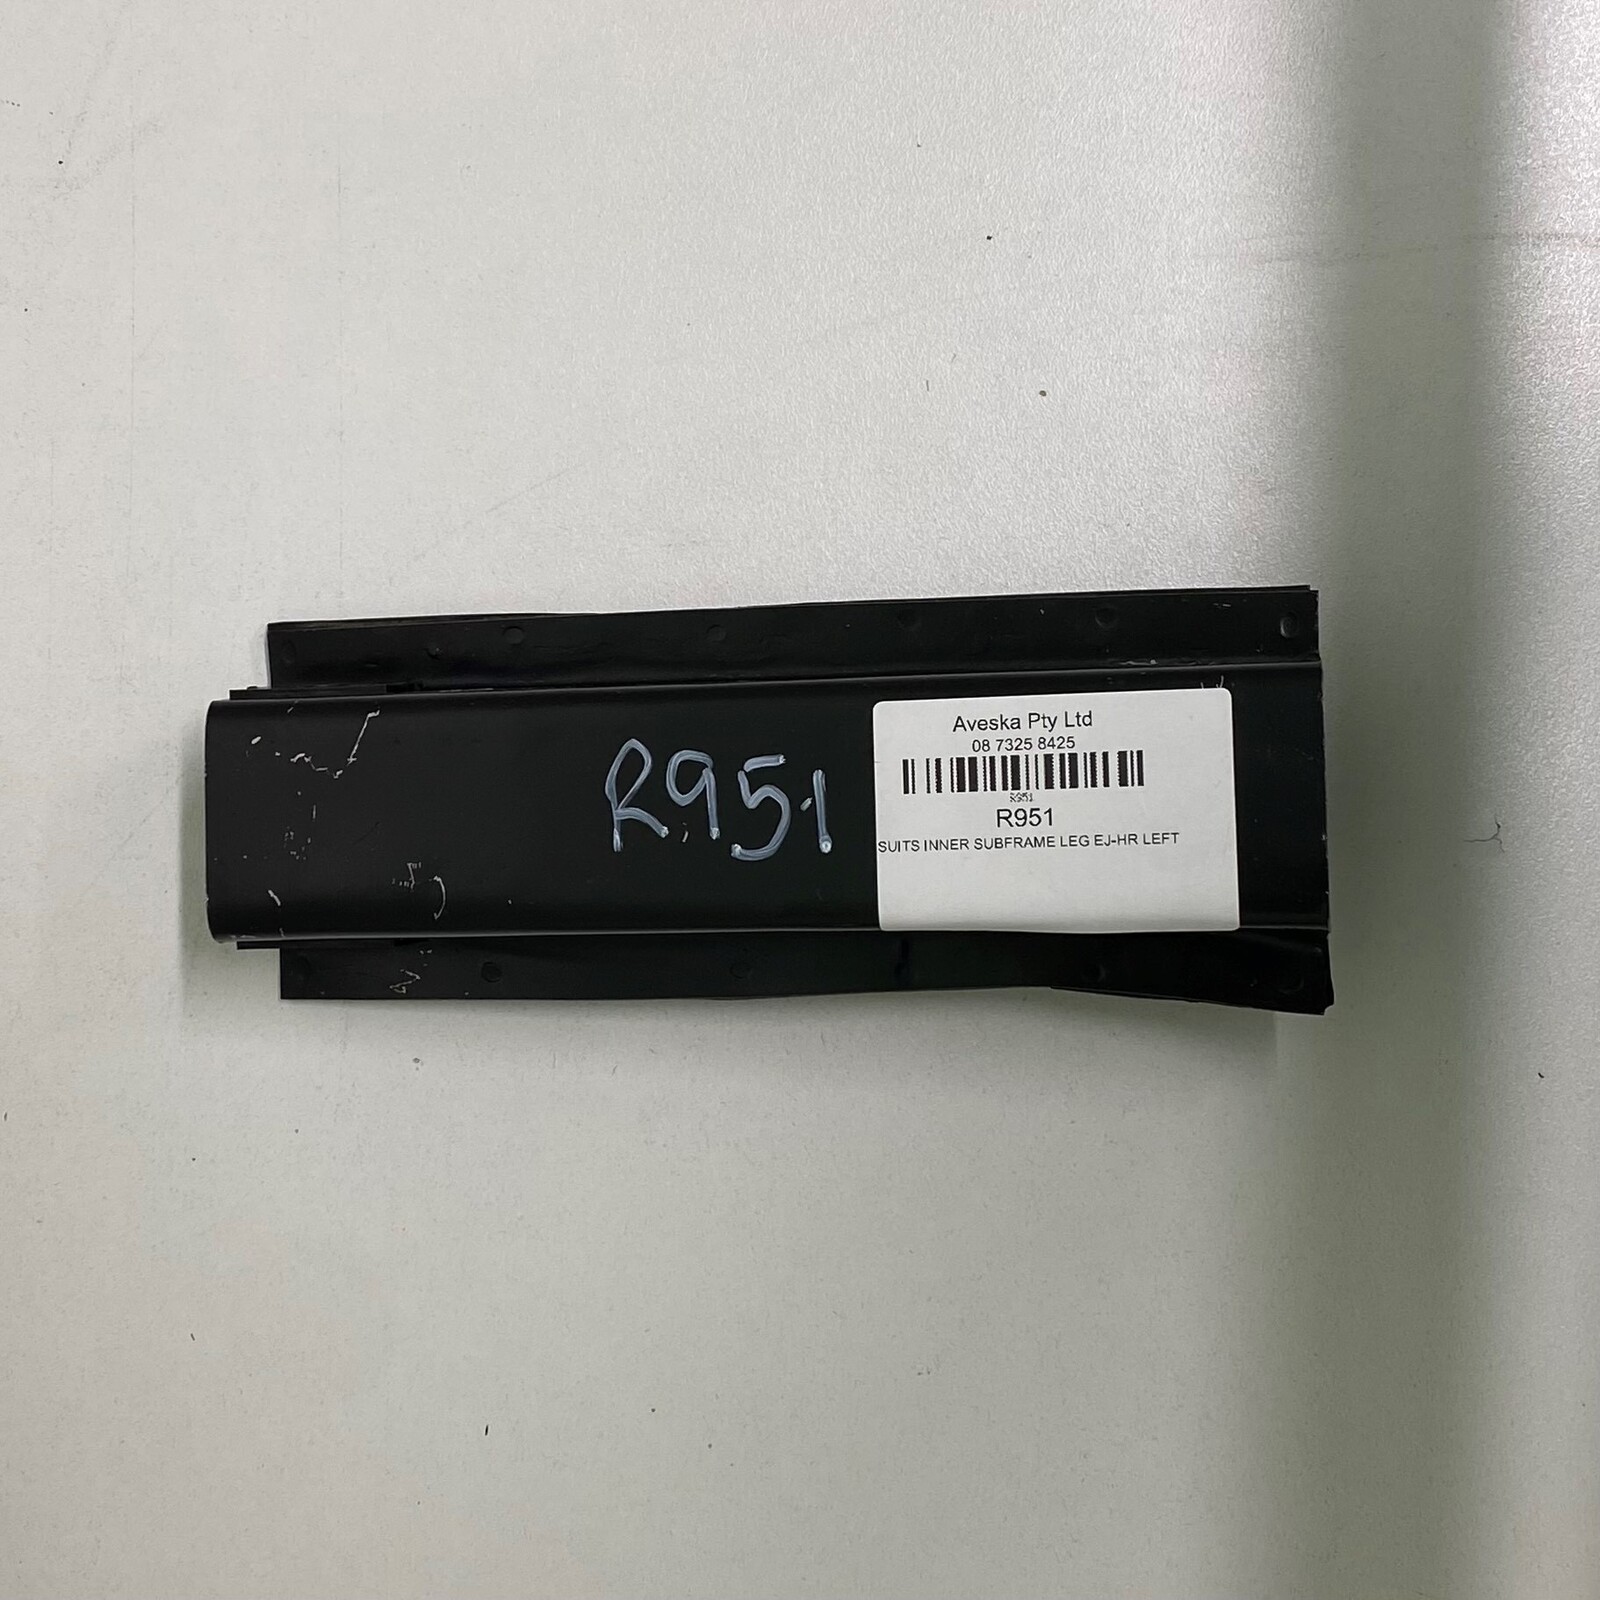 R951
Aveska Pty Ltd
08 7325 8425
R951
R951
SUITS INNER SUBFRAME LEG EJ-HR LEFT